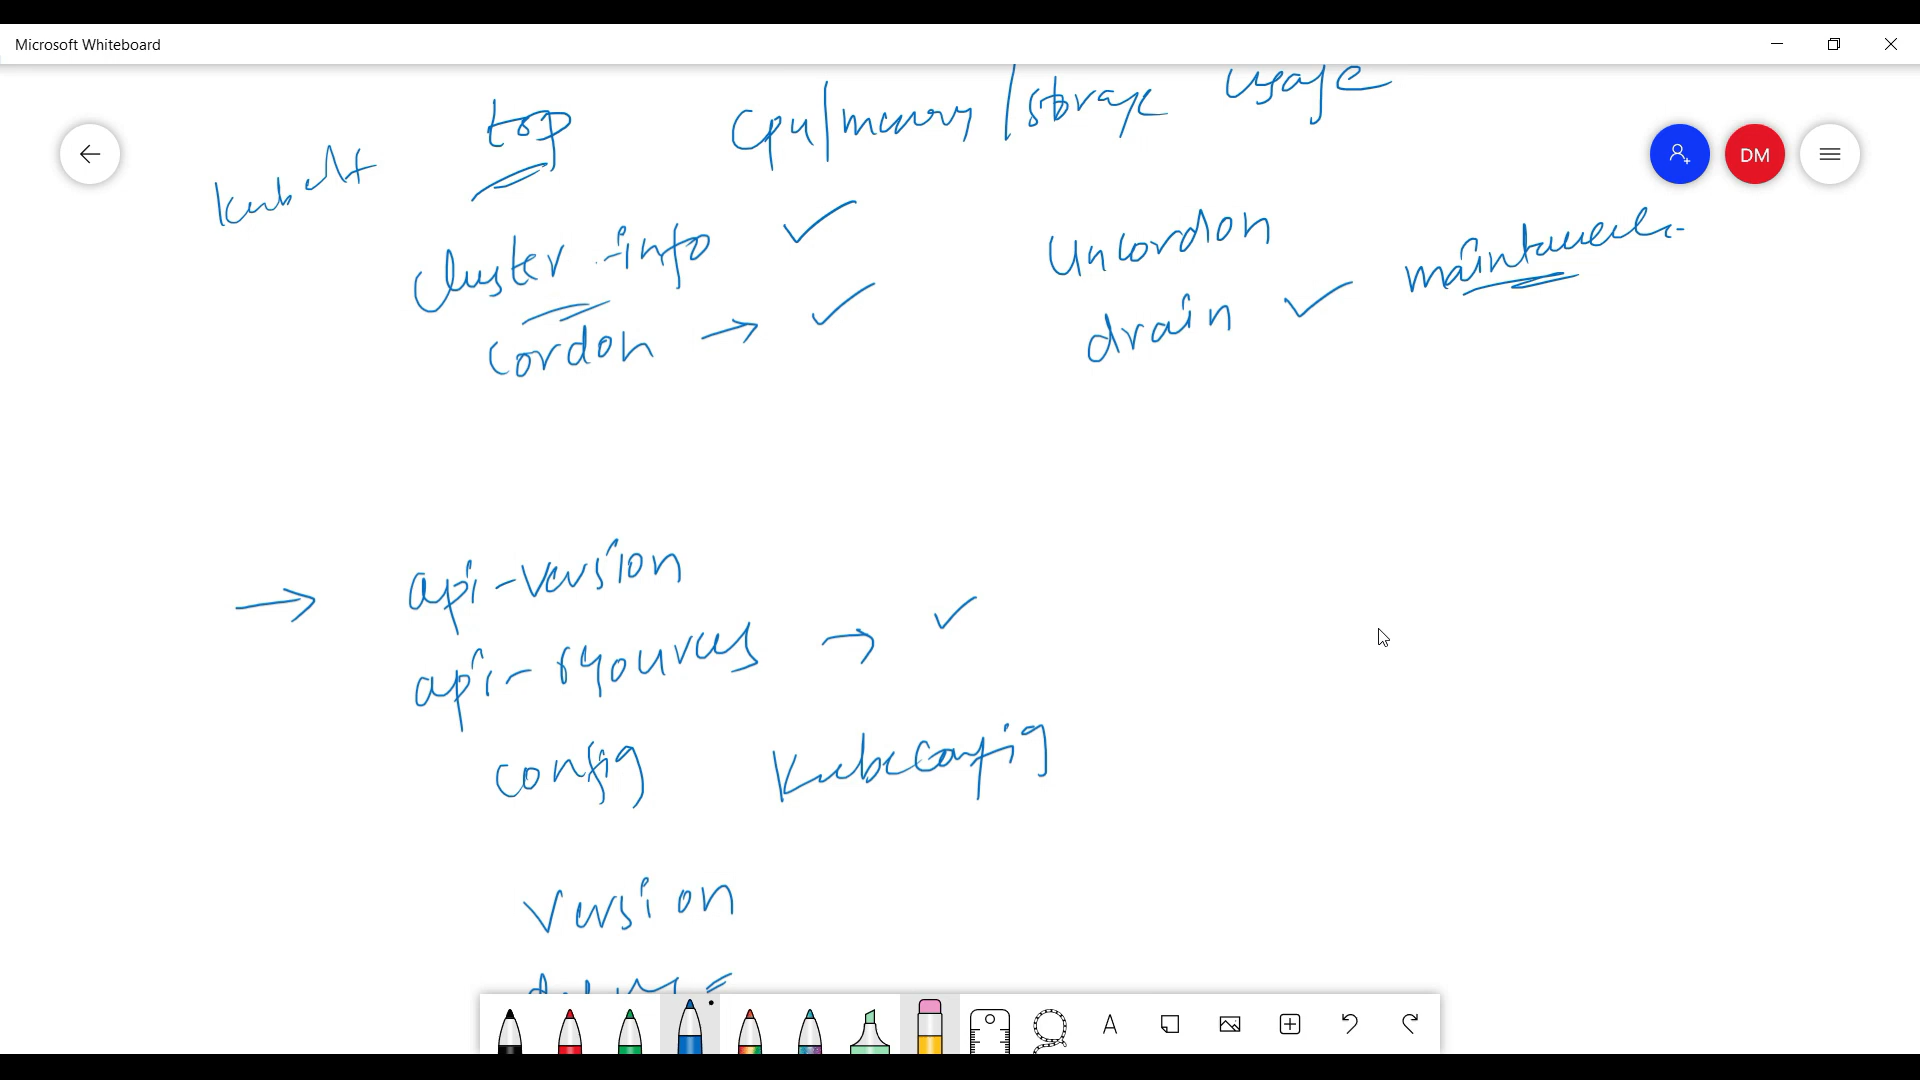 Microsoft Whiteboard
top cpu/memory/storage usage
kubectl
DM
cluster-info ✓ Uncordon
cordon → ✓ drain ✓
→ api-version
api-resources → ✓
config Kubeconfig
version
A